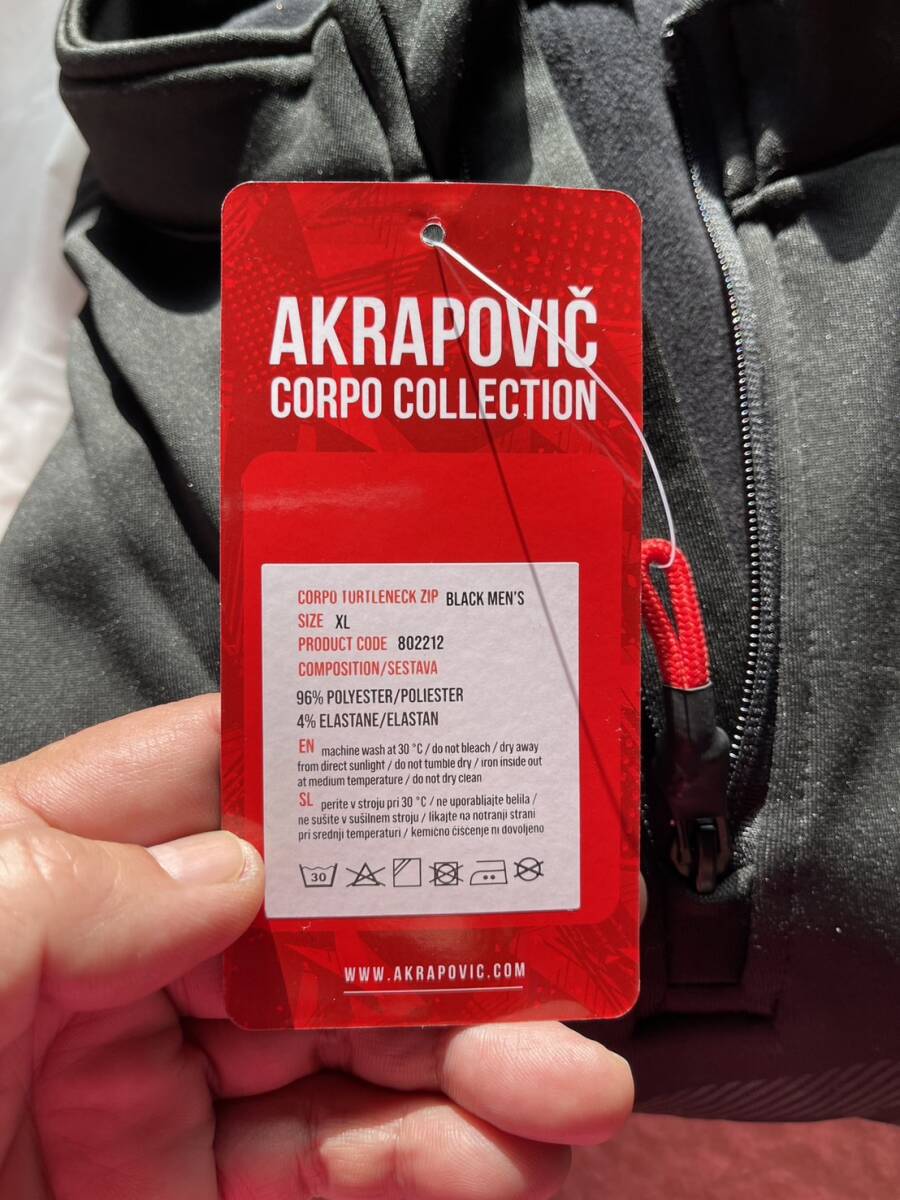 AKRAPOVIČ
CORPO COLLECTION
CORPO TURTLENECK ZIP BLACK MEN'S
SIZE XL
PRODUCT CODE 802212
COMPOSITION/SESTAVA
96% POLYESTER/POLIESTER
4% ELASTANE/ELASTAN
EN machine wash at 30 °C / do not bleach / dry away
from direct sunlight / do not tumble dry / iron inside out
at medium temperature / do not dry clean
SL perite v stroju pri 30 °C / ne uporabljajte belila /
ne sušite v sušilnem stroju / likajte na notranji strani
pri srednji temperaturi / kemično čiščenje ni dovoljeno
30
WWW.AKRAPOVIC.COM